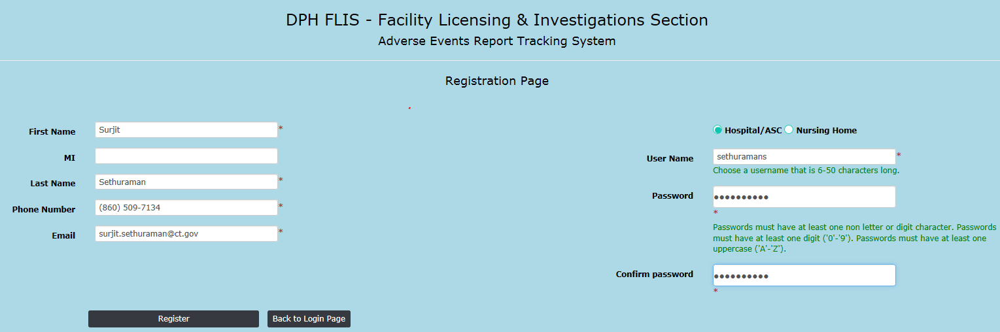 DPH FLIS - Facility Licensing & Investigations Section
Adverse Events Report Tracking System
Registration Page
First Name
Surjit
*
MI
Last Name
Sethuraman
*
Phone Number
(860) 509-7134
*
Email
surjit.sethuraman@ct.gov
*
Hospital/ASC Nursing Home
User Name
sethuramans
*
Choose a username that is 6-50 characters long.
Password
••••••••••
*
Passwords must have at least one non letter or digit character. Passwords
must have at least one digit ('0'-'9'). Passwords must have at least one
uppercase ('A'-'Z').
Confirm password
••••••••••
*
Register
Back to Login Page